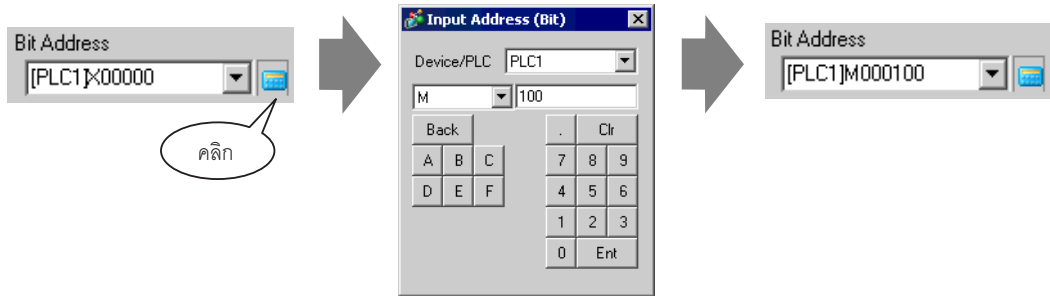 Bit Address
[PLC1]X00000
คลิก
Input Address (Bit)
Device/PLC PLC1
M 100
Back . Clr
A B C 7 8 9
D E F 4 5 6
1 2 3
0 Ent
Bit Address
[PLC1]M000100